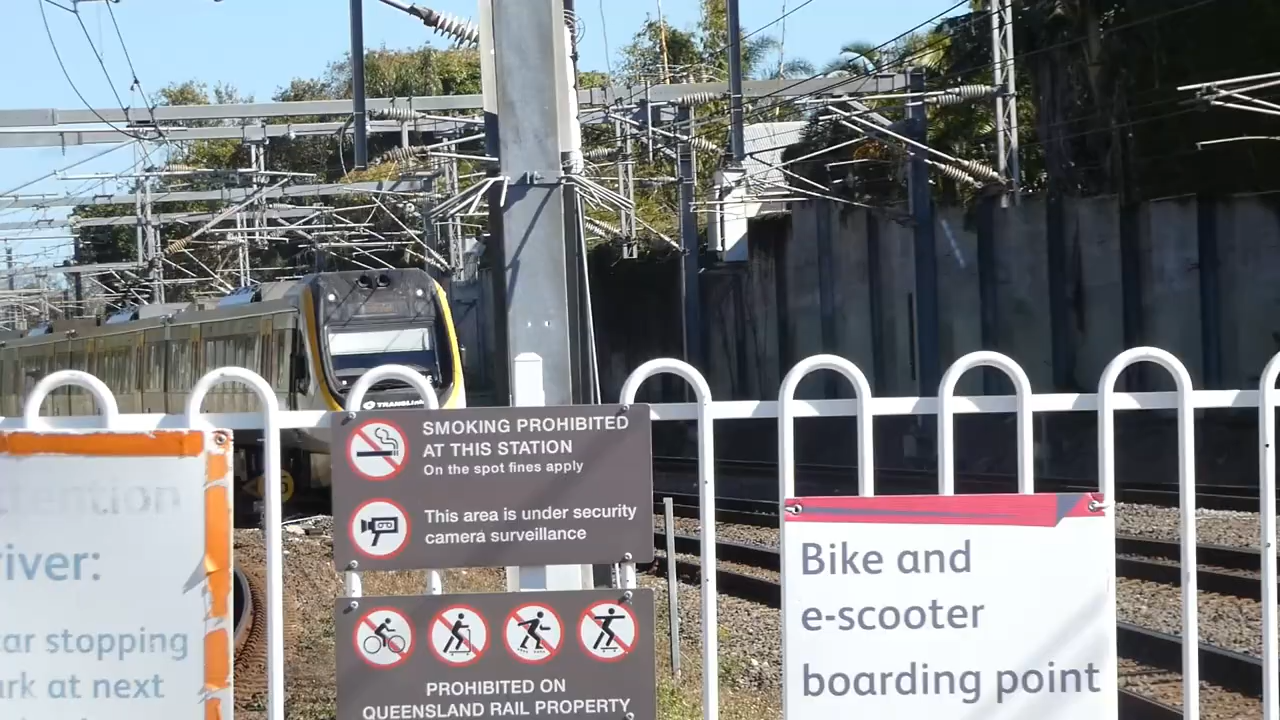 TRANSLink
SMOKING PROHIBITED
AT THIS STATION
On the spot fines apply
This area is under security
camera surveillance
PROHIBITED ON
QUEENSLAND RAIL PROPERTY
Bike and
e-scooter
boarding point
river:
car stopping
ark at next